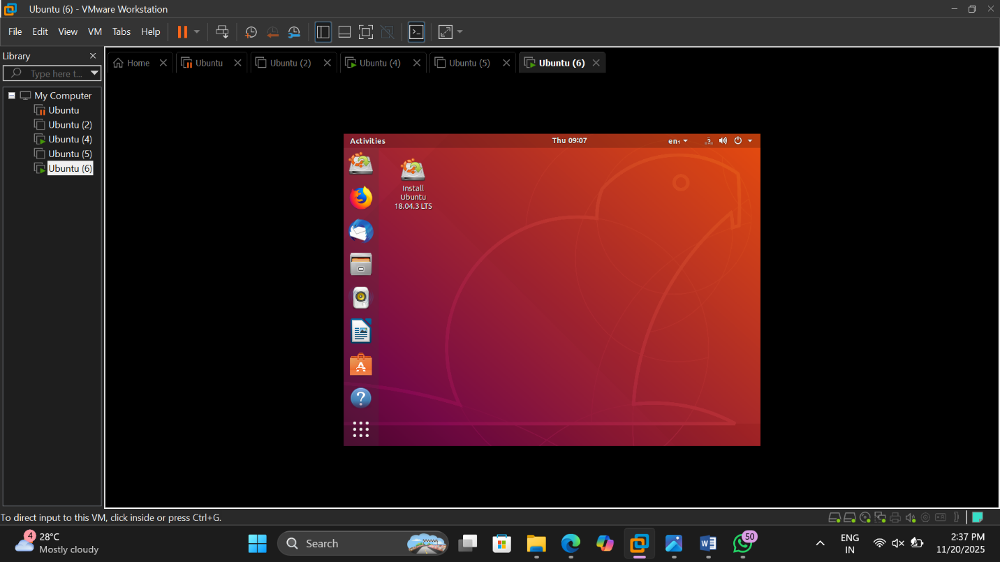 Ubuntu (6) - VMware Workstation
File Edit View VM Tabs Help
Library
Type here t...
My Computer
Ubuntu
Ubuntu (2)
Ubuntu (4)
Ubuntu (5)
Ubuntu (6)
Home Ubuntu Ubuntu (2) Ubuntu (4) Ubuntu (5) Ubuntu (6)
Activities Thu 09:07 en₁
Install
Ubuntu
18.04.3 LTS
To direct input to this VM, click inside or press Ctrl+G.
4
28°C
Mostly cloudy
Search
50
ENG
IN
2:37 PM
11/20/2025